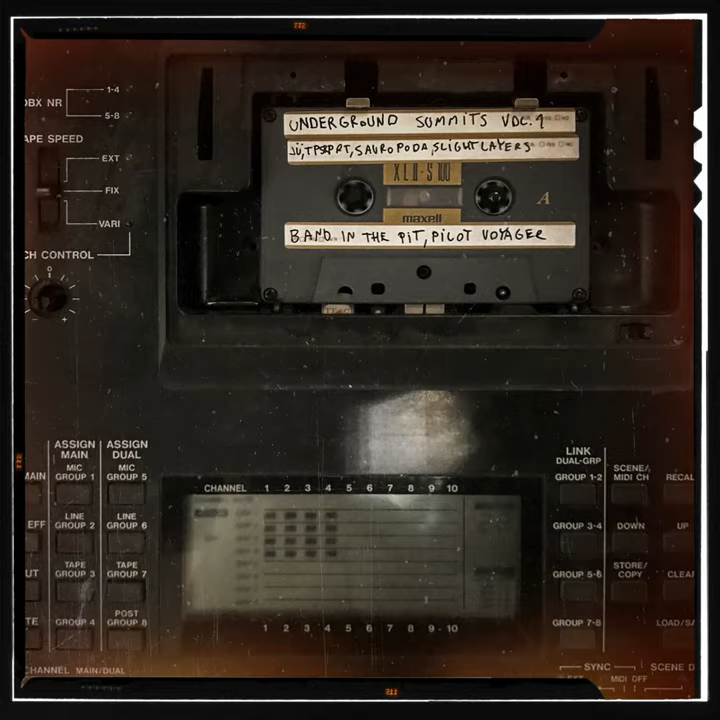 1-4
DBX NR
5-8
TAPE SPEED
EXT
FIX
VARI
CH CONTROL
0
- +
UNDERGROUND SUMMITS VOL.1
SAUROPODA, SLIGHT LAYERS
XLII-S 100
A
maxell
BAND IN THE PIT, PILOT VOYAGER
ASSIGN MAIN
ASSIGN DUAL
MIC GROUP 1
MIC GROUP 5
LINE GROUP 2
LINE GROUP 6
TAPE GROUP 3
TAPE GROUP 7
GROUP 4
POST GROUP 8
MAIN
EFF
UT
TE
CHANNEL MAIN/DUAL
CHANNEL 1 2 3 4 5 6 7 8 9 10
1 2 3 4 5 6 7 8 9 10
LINK
DUAL-GRP
GROUP 1-2
GROUP 3-4
GROUP 5-6
GROUP 7-8
SCENE/
MIDI CH
RECAL
DOWN
UP
STORE/
COPY
CLEAR
LOAD/SA
SYNC
SCENE D
EXT
MIDI OFF